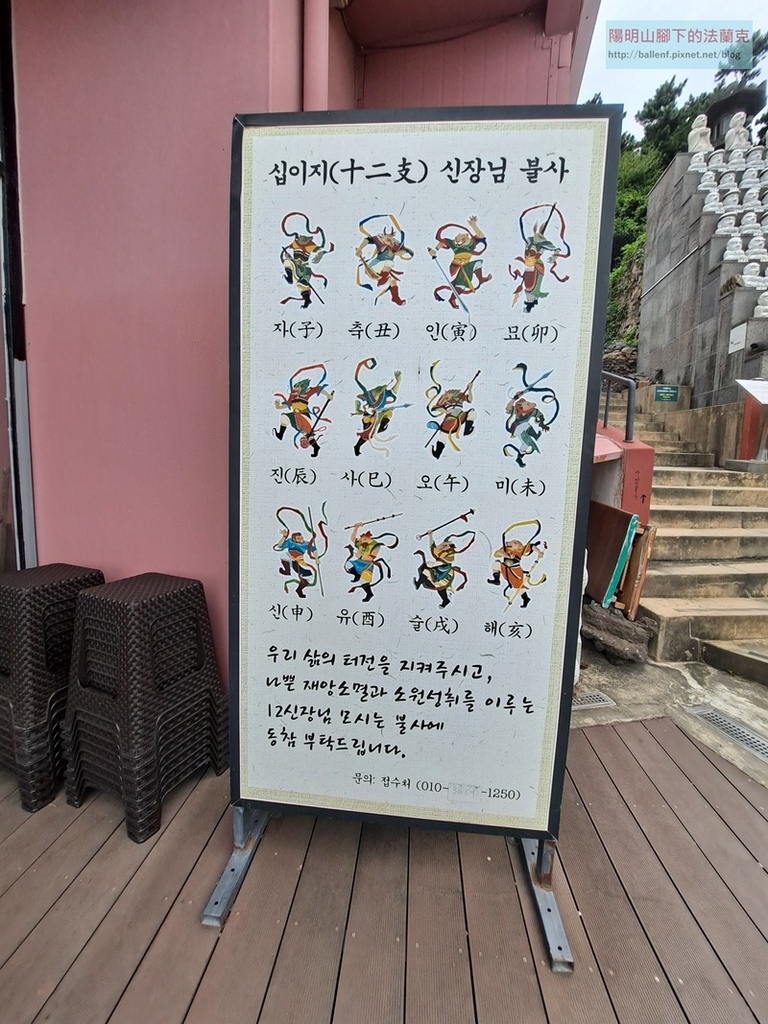 陽明山腳下的法蘭克
http://ballenf.pixnet.net/blog
십이지(十二支) 신장님 불사
자(子) 축(丑) 인(寅) 묘(卯)
진(辰) 사(巳) 오(午) 미(未)
신(申) 유(酉) 술(戌) 해(亥)
우리 삶의 터전을 지켜주시고,
나쁜 재앙소멸과 소원성취를 이루는
12신장님 모시는 불사에
동참 부탁드립니다.
문의: 접수처 (010- -1250)